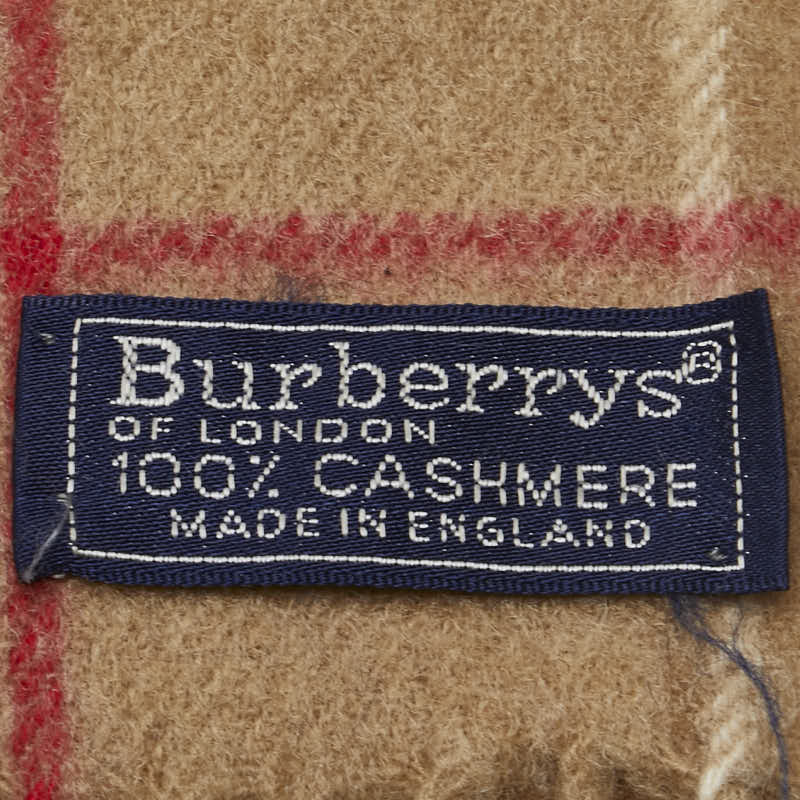 Burberrys®
OF LONDON
100% CASHMERE
MADE IN ENGLAND